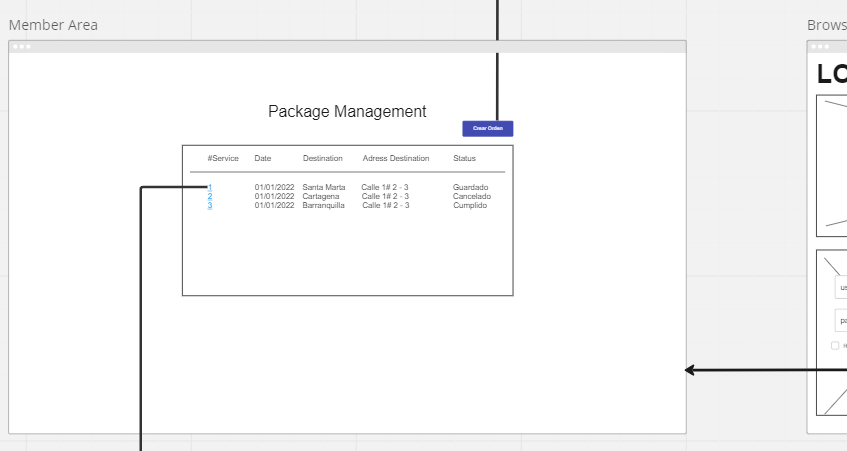 Member Area
Brows
LO
Package Management
Crear Orden
#Service Date Destination Adress Destination Status
1 01/01/2022 Santa Marta Calle 1# 2 - 3 Guardado
2 01/01/2022 Cartagena Calle 1# 2 - 3 Cancelado
3 01/01/2022 Barranquilla Calle 1# 2 - 3 Cumplido
us
pa